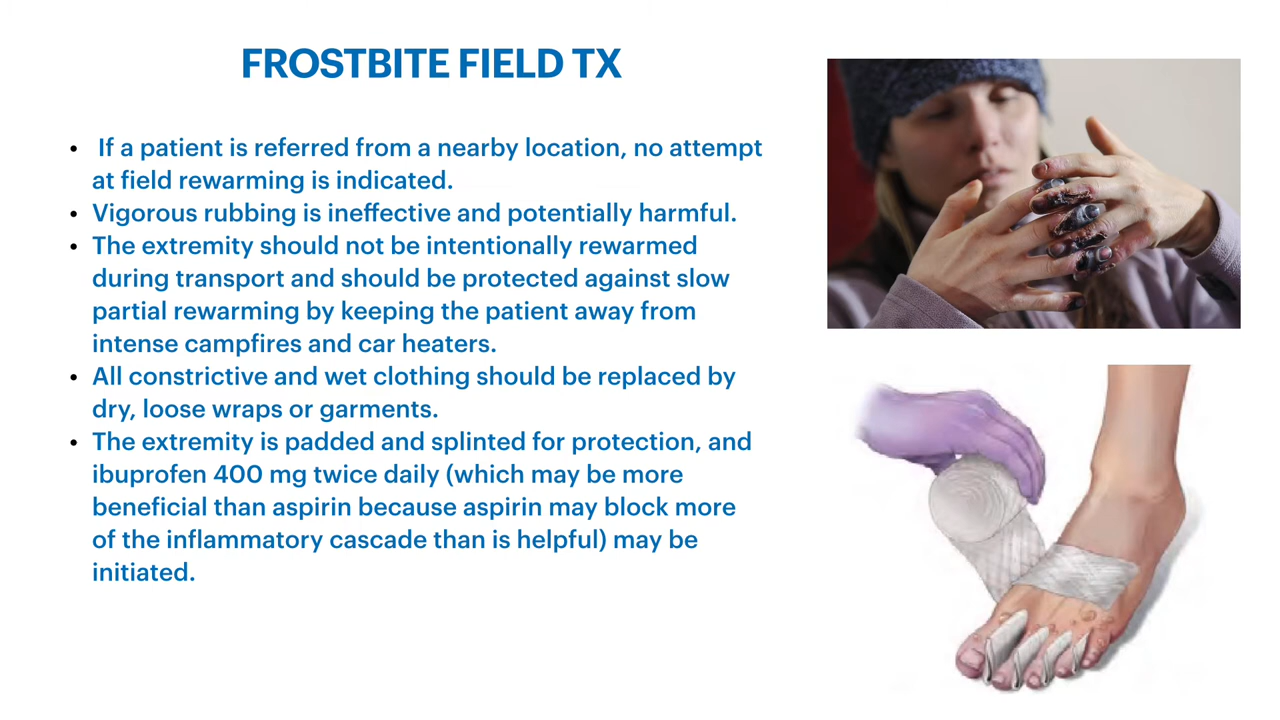 FROSTBITE FIELD TX
• If a patient is referred from a nearby location, no attempt
at field rewarming is indicated.
• Vigorous rubbing is ineffective and potentially harmful.
• The extremity should not be intentionally rewarmed
during transport and should be protected against slow
partial rewarming by keeping the patient away from
intense campfires and car heaters.
• All constrictive and wet clothing should be replaced by
dry, loose wraps or garments.
• The extremity is padded and splinted for protection, and
ibuprofen 400 mg twice daily (which may be more
beneficial than aspirin because aspirin may block more
of the inflammatory cascade than is helpful) may be
initiated.